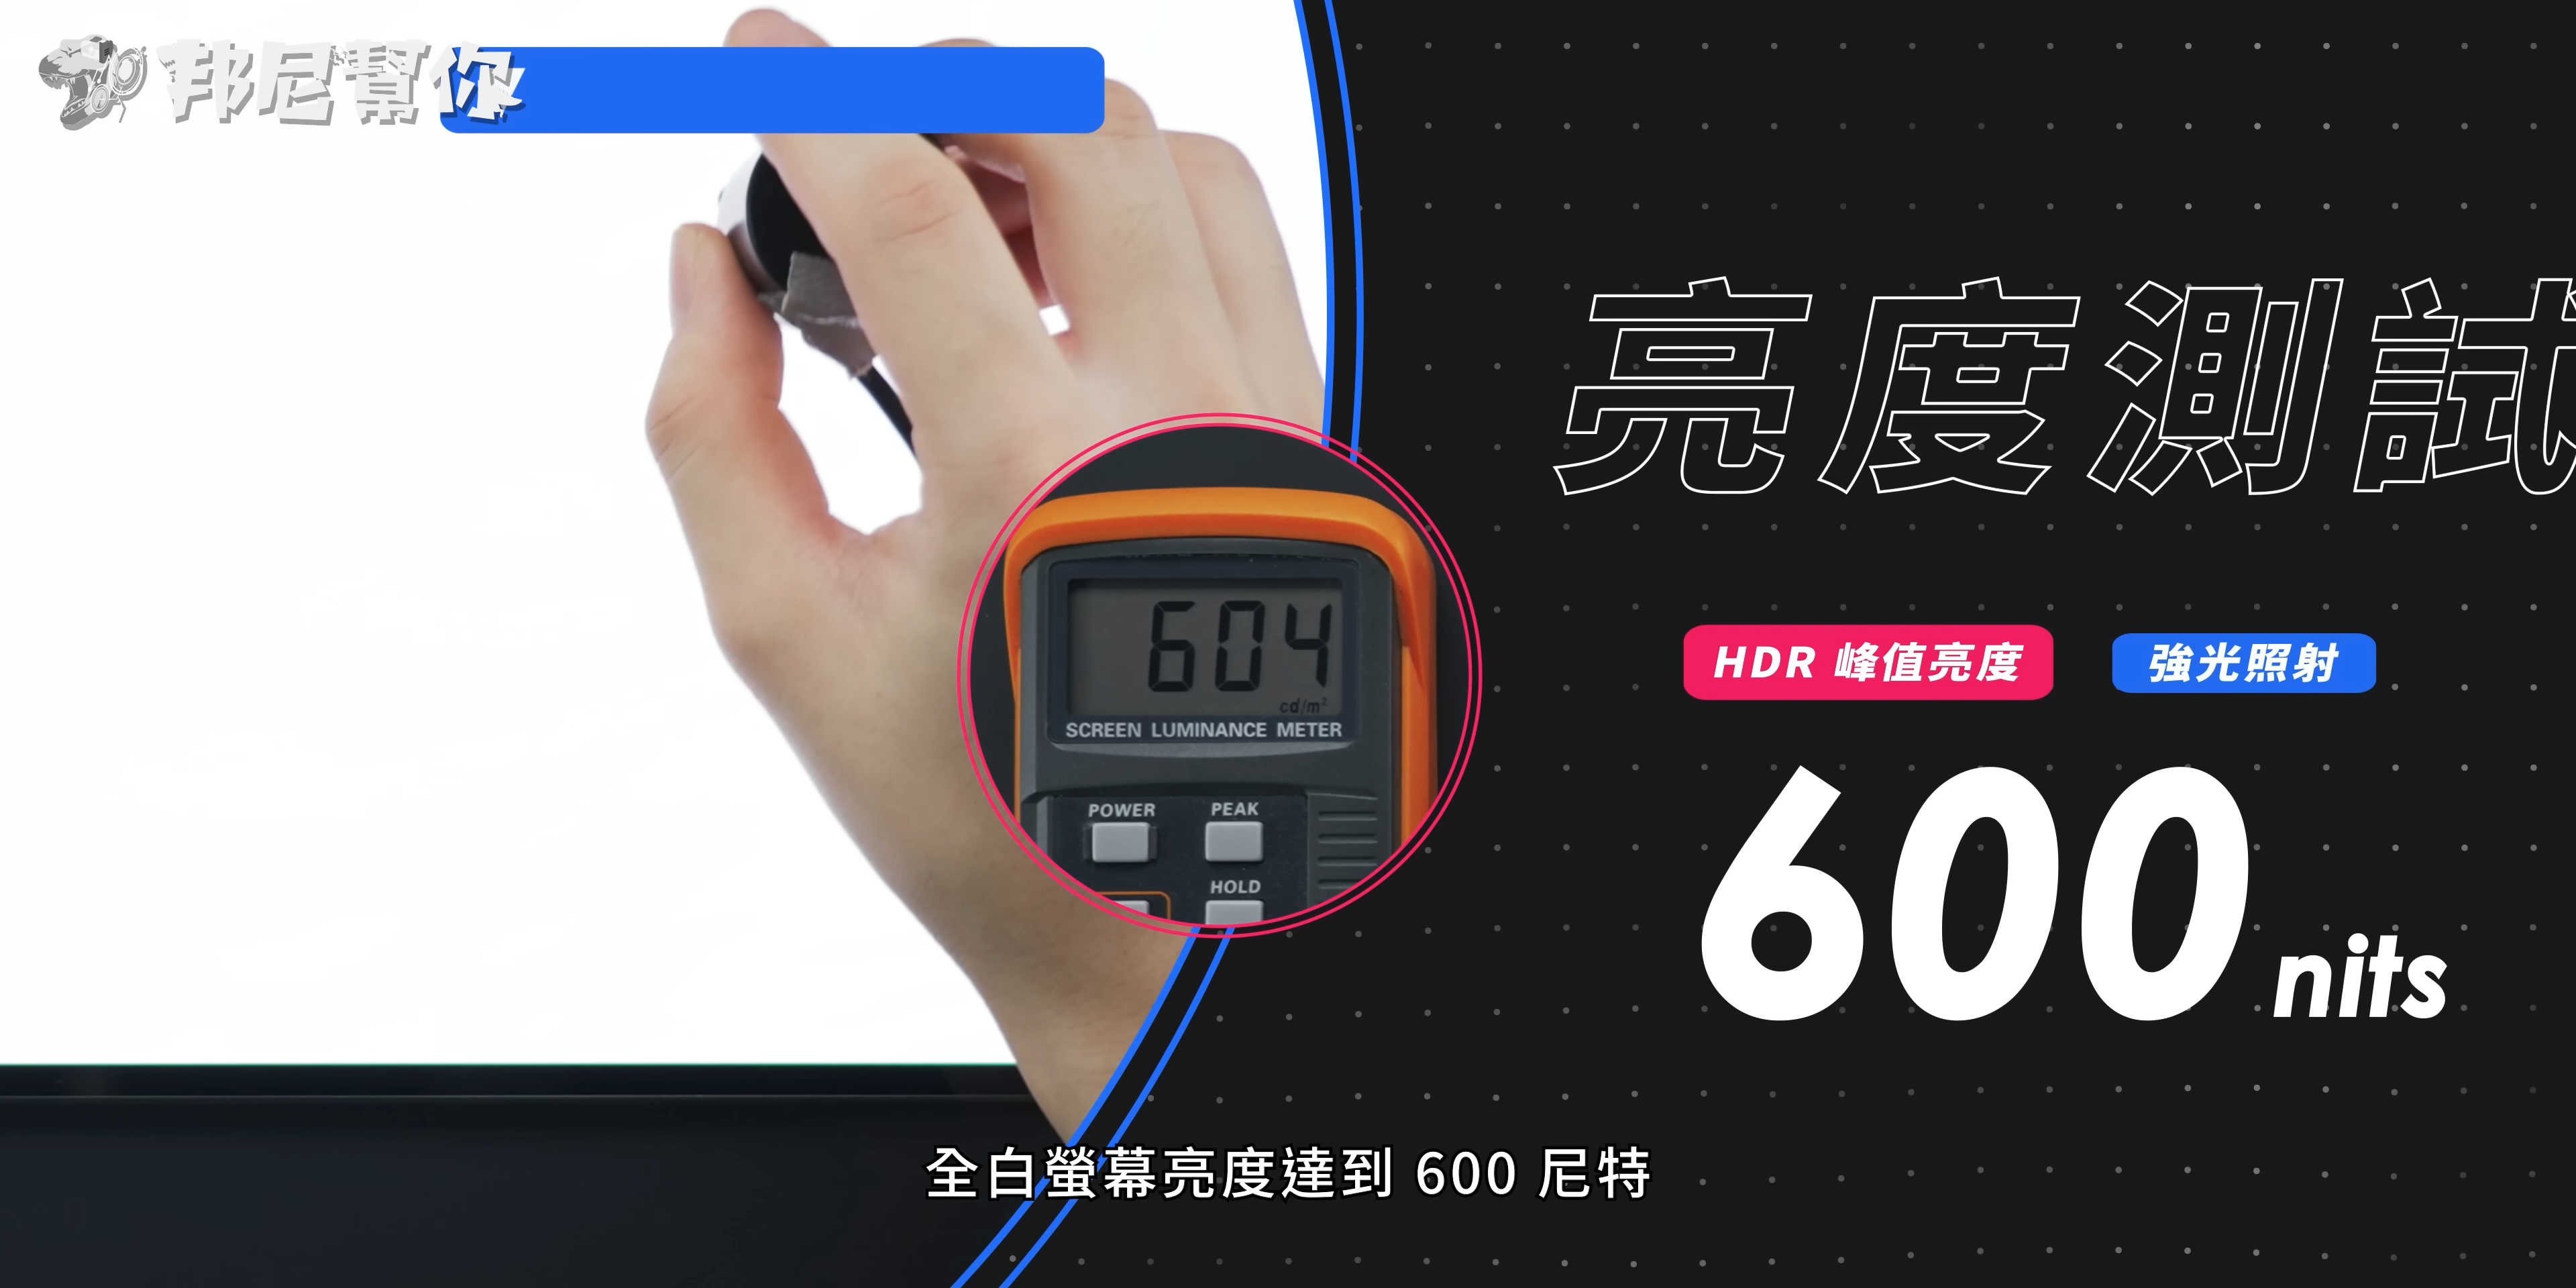 邦尼幫你
亮度測試
HDR 峰值亮度
強光照射
604
cd/m²
SCREEN LUMINANCE METER
POWER
PEAK
HOLD
600 nits
全白螢幕亮度達到 600 尼特